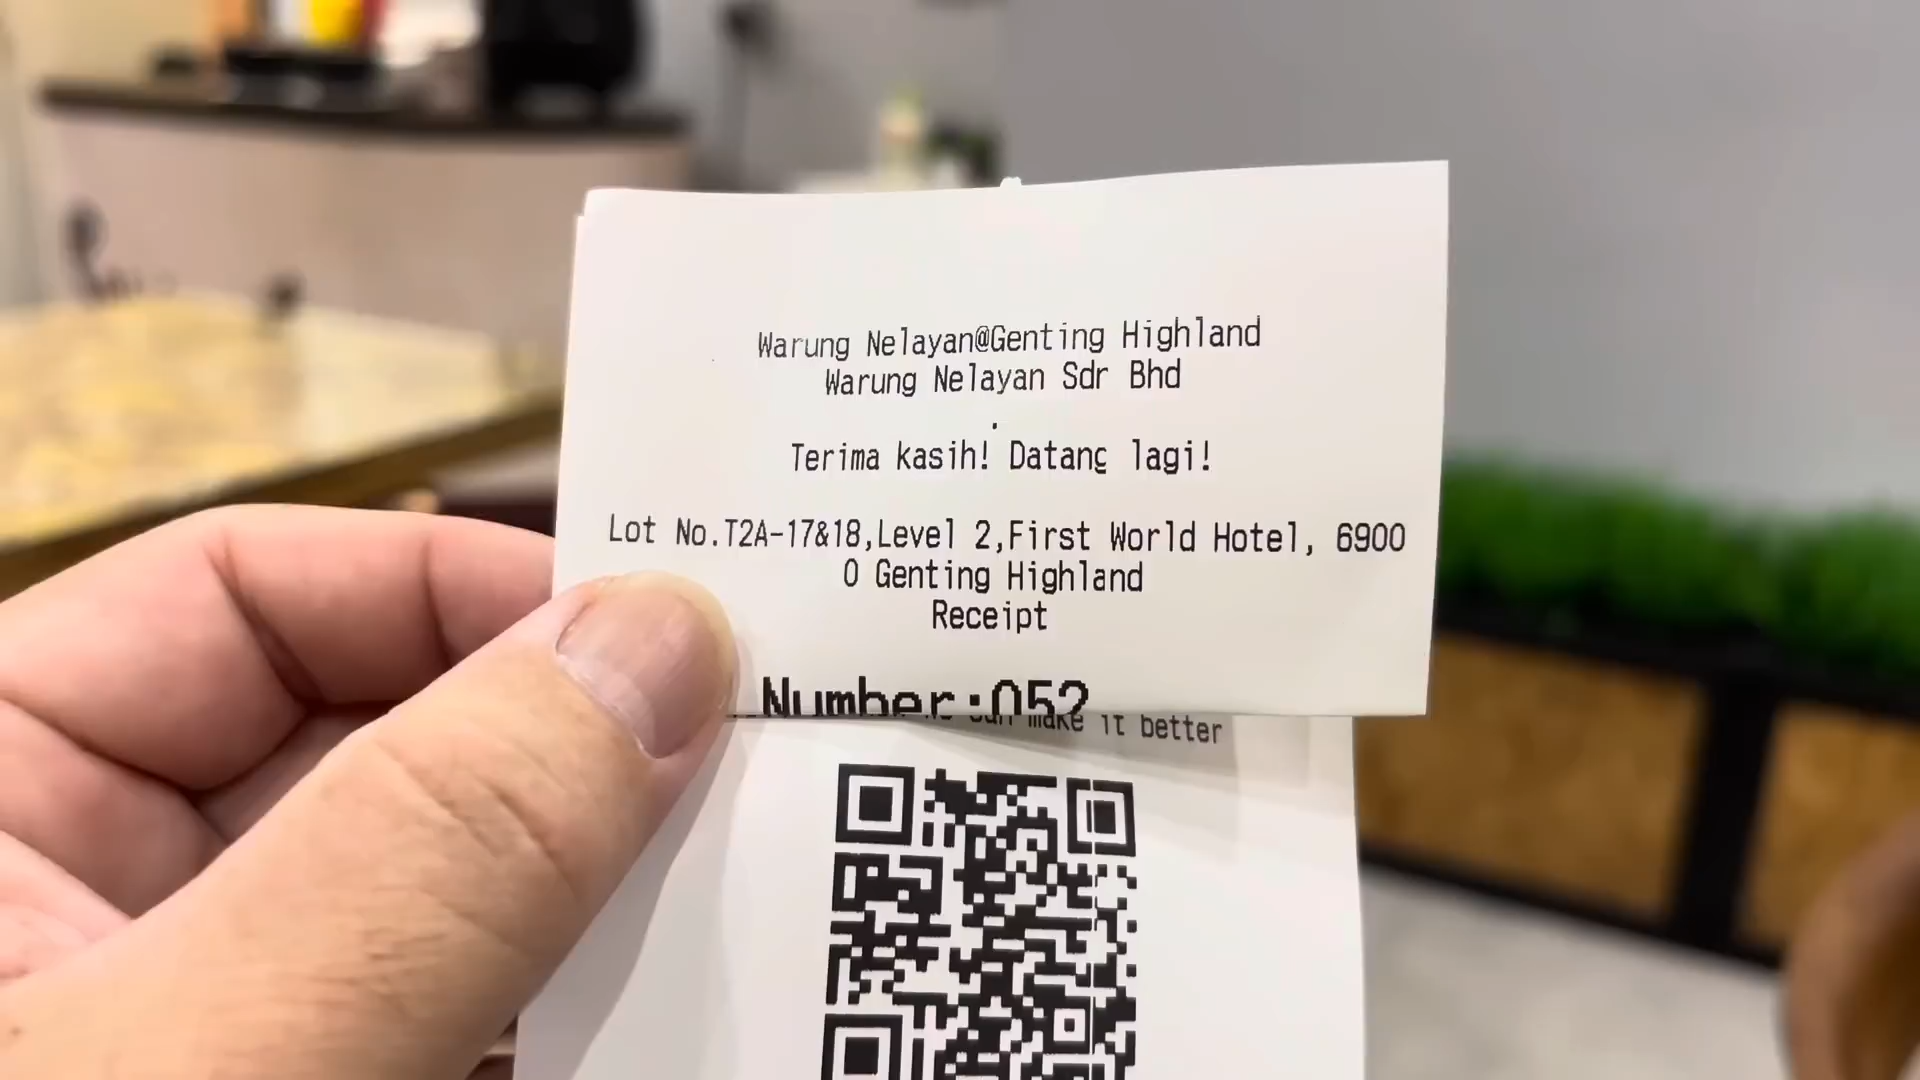 Warung Nelayan@Genting Highland
Warung Nelayan Sdr Bhd
.
Terima kasih! Datang lagi!
Lot No.T2A-17&18,Level 2,First World Hotel, 6900
0 Genting Highland
Receipt
Number:052
can make it better